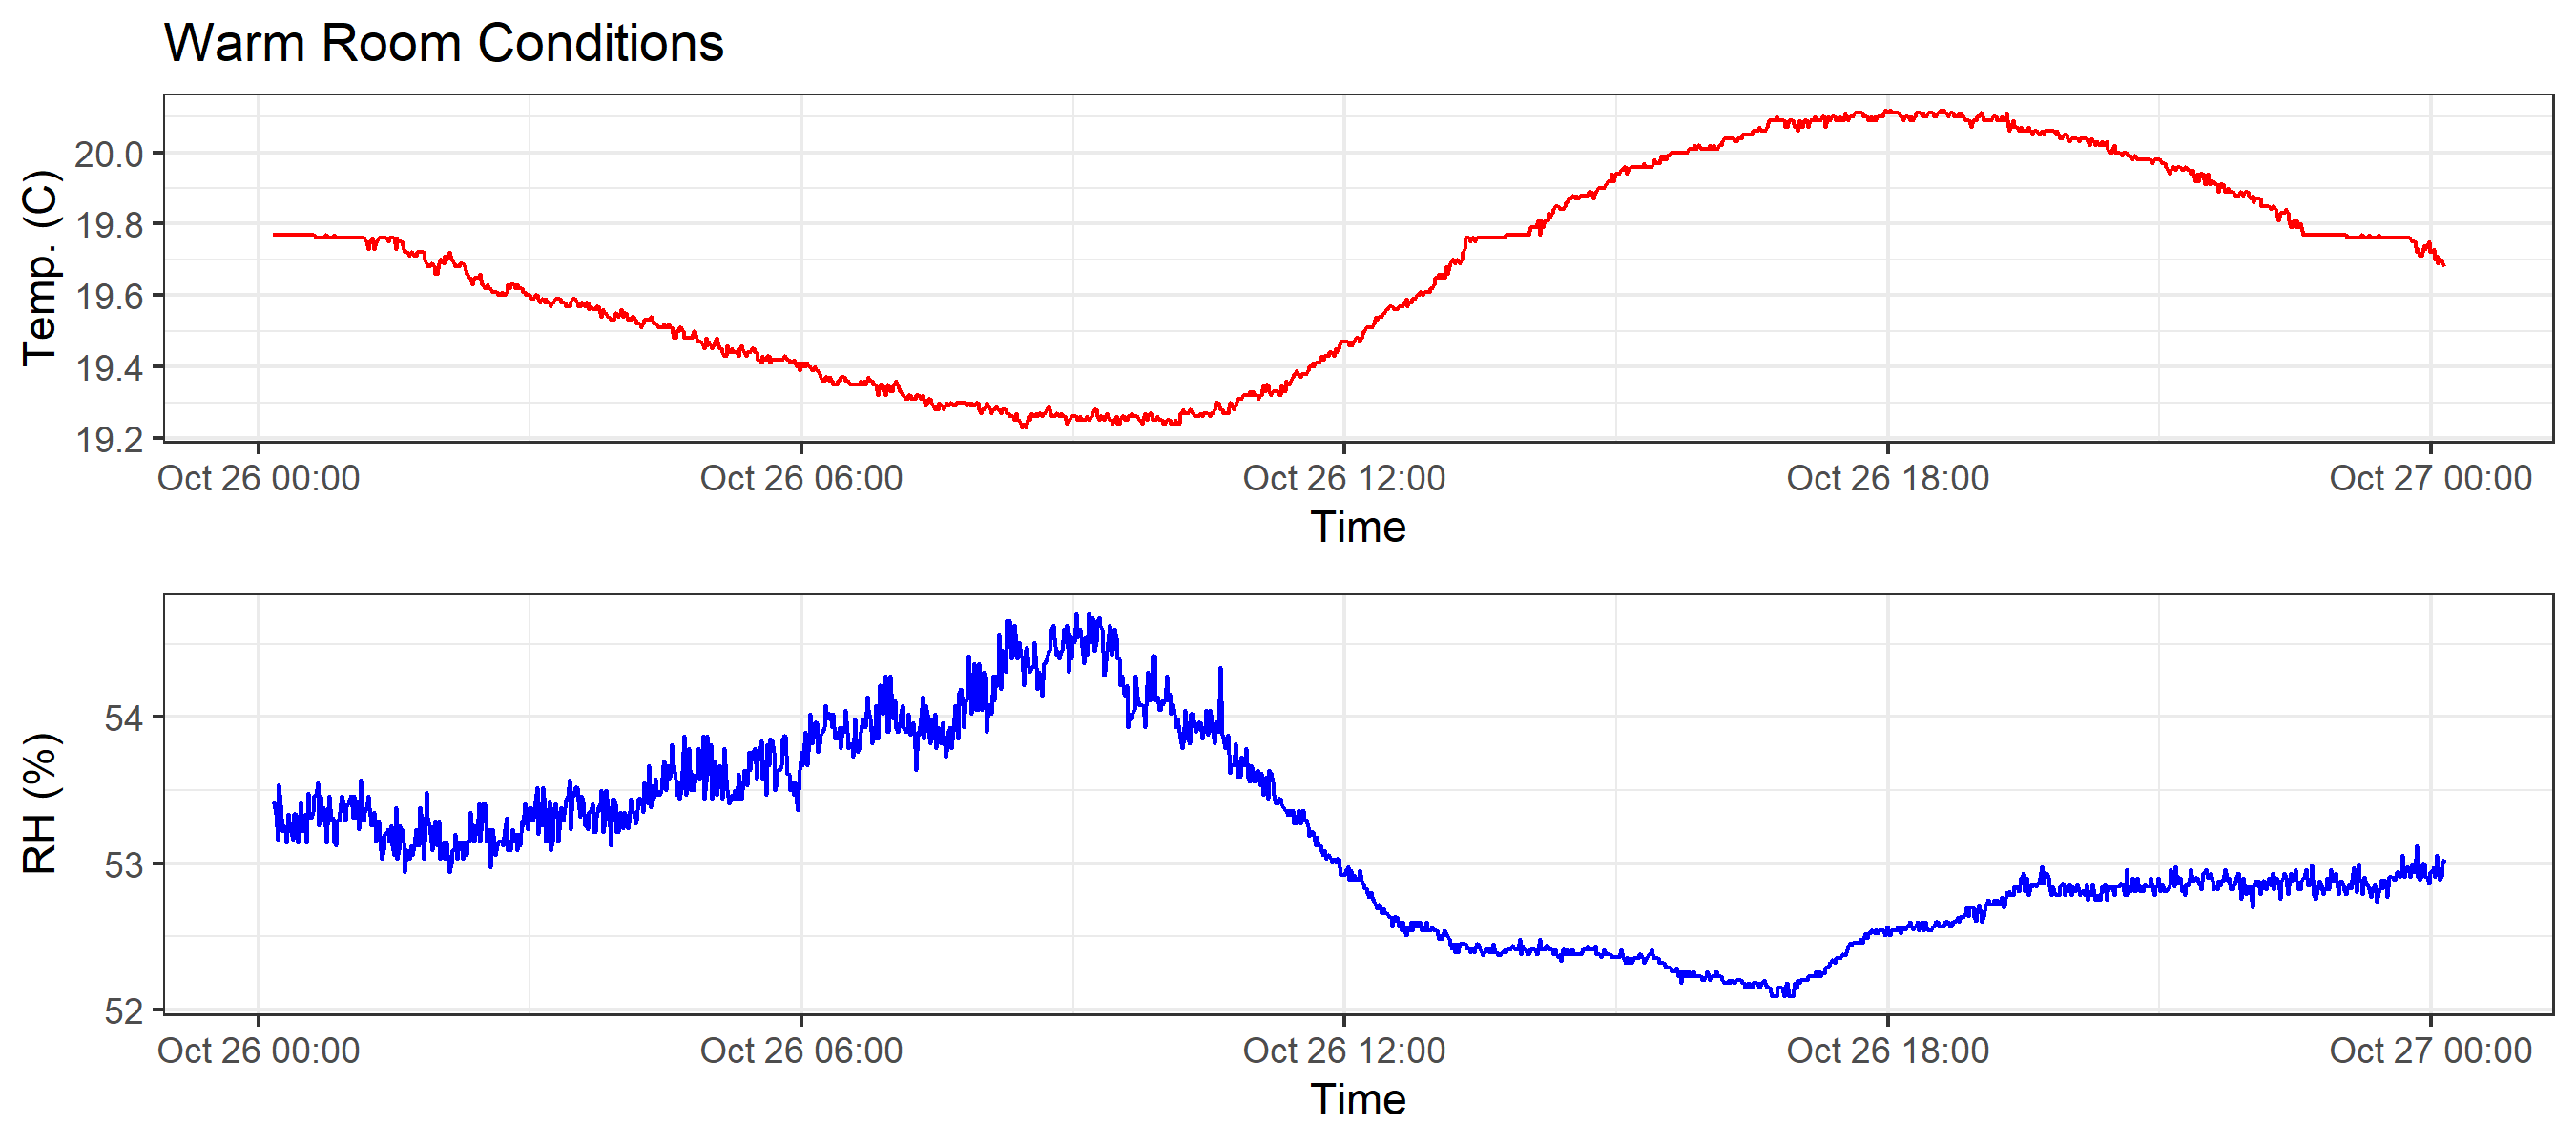 Warm Room Conditions
Temp. (C)
20.0
19.8
19.6
19.4
19.2
Oct 26 00:00 Oct 26 06:00 Oct 26 12:00 Oct 26 18:00 Oct 27 00:00
Time
RH (%)
54
53
52
Oct 26 00:00 Oct 26 06:00 Oct 26 12:00 Oct 26 18:00 Oct 27 00:00
Time